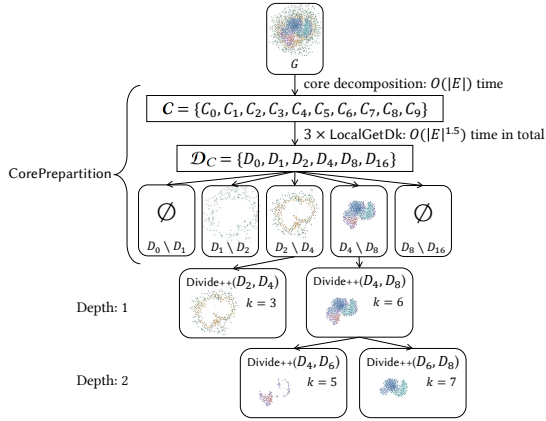 G
core decomposition: O(|E|) time
C = {C₀, C₁, C₂, C₃, C₄, C₅, C₆, C₇, C₈, C₉}
3 × LocalGetDk: O(|E|¹·⁵) time in total
𝓓_C = {D₀, D₁, D₂, D₄, D₈, D₁₆}
CorePrepartition
∅ ∅
D₀ \ D₁ D₁ \ D₂ D₂ \ D₄ D₄ \ D₈ D₈ \ D₁₆
Divide++(D₂, D₄) Divide++(D₄, D₈)
Depth: 1 k = 3 k = 6
Divide++(D₄, D₆) Divide++(D₆, D₈)
Depth: 2 k = 5 k = 7